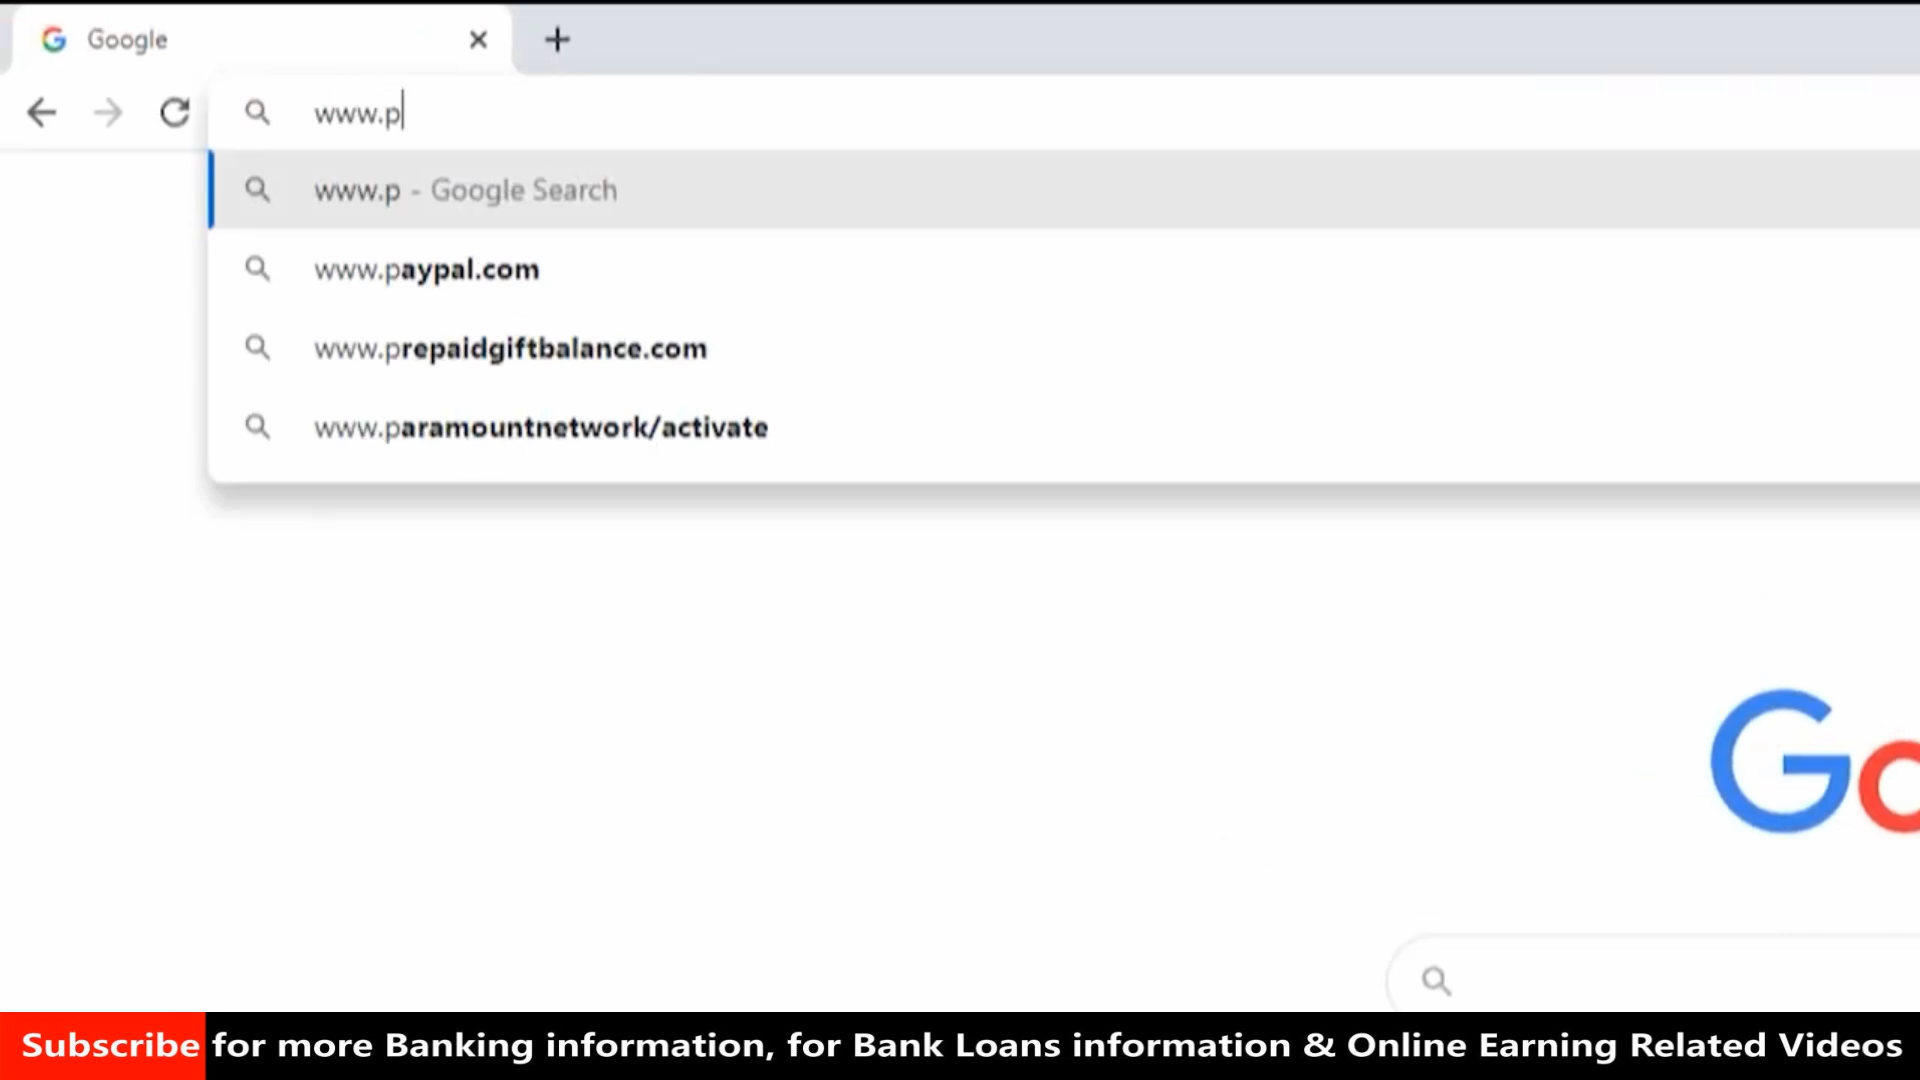 Google
www.p
www.p - Google Search
www.paypal.com
www.prepaidgiftbalance.com
www.paramountnetwork/activate
Go
Subscribe for more Banking information, for Bank Loans information & Online Earning Related Videos